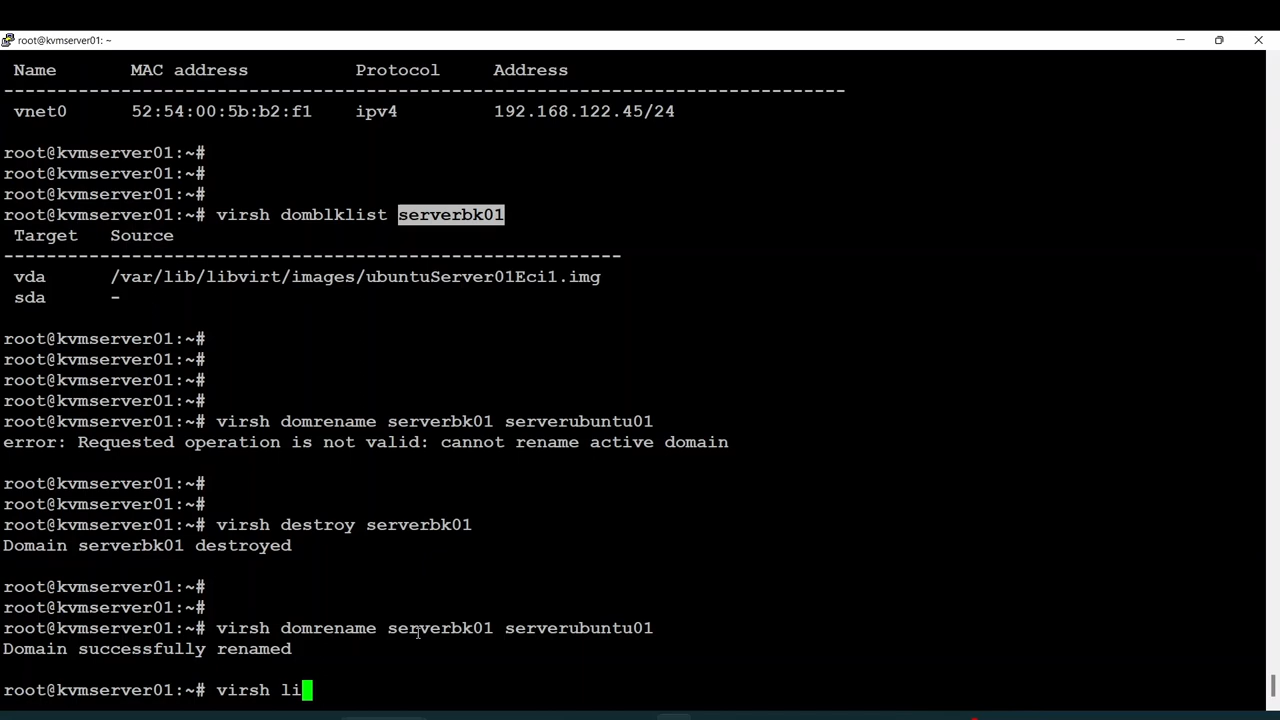 root@kvmserver01: ~
Name MAC address Protocol Address
-------------------------------------------------------------------------------
vnet0 52:54:00:5b:b2:f1 ipv4 192.168.122.45/24
root@kvmserver01:~#
root@kvmserver01:~#
root@kvmserver01:~#
root@kvmserver01:~# virsh domblklist serverbk01
Target Source
----------------------------------------------------------
vda /var/lib/libvirt/images/ubuntuServer01Eci1.img
sda -
root@kvmserver01:~#
root@kvmserver01:~#
root@kvmserver01:~#
root@kvmserver01:~#
root@kvmserver01:~# virsh domrename serverbk01 serverubuntu01
error: Requested operation is not valid: cannot rename active domain
root@kvmserver01:~#
root@kvmserver01:~#
root@kvmserver01:~# virsh destroy serverbk01
Domain serverbk01 destroyed
root@kvmserver01:~#
root@kvmserver01:~#
root@kvmserver01:~# virsh domrename serverbk01 serverubuntu01
Domain successfully renamed
root@kvmserver01:~# virsh li